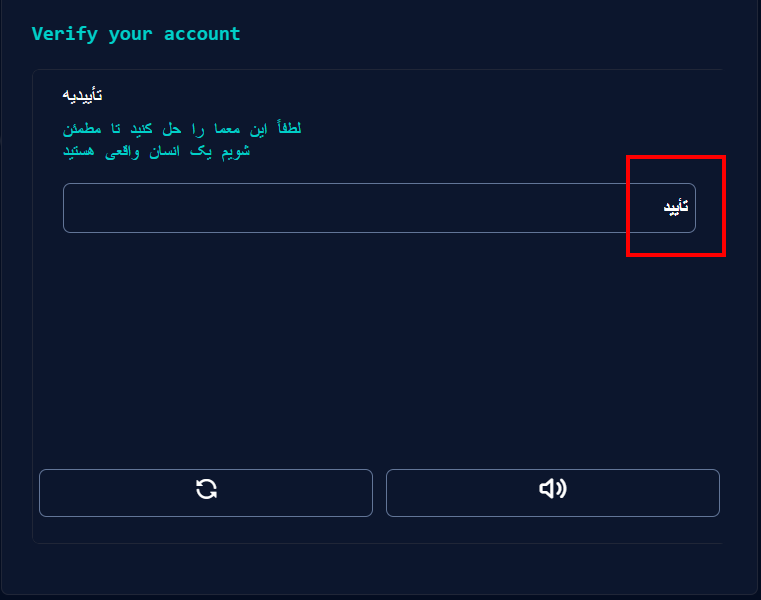 Verify your account
تأییدیه
لطفاً این معما را حل کنید تا مطمئن
شویم یک انسان واقعی هستید
تأیید